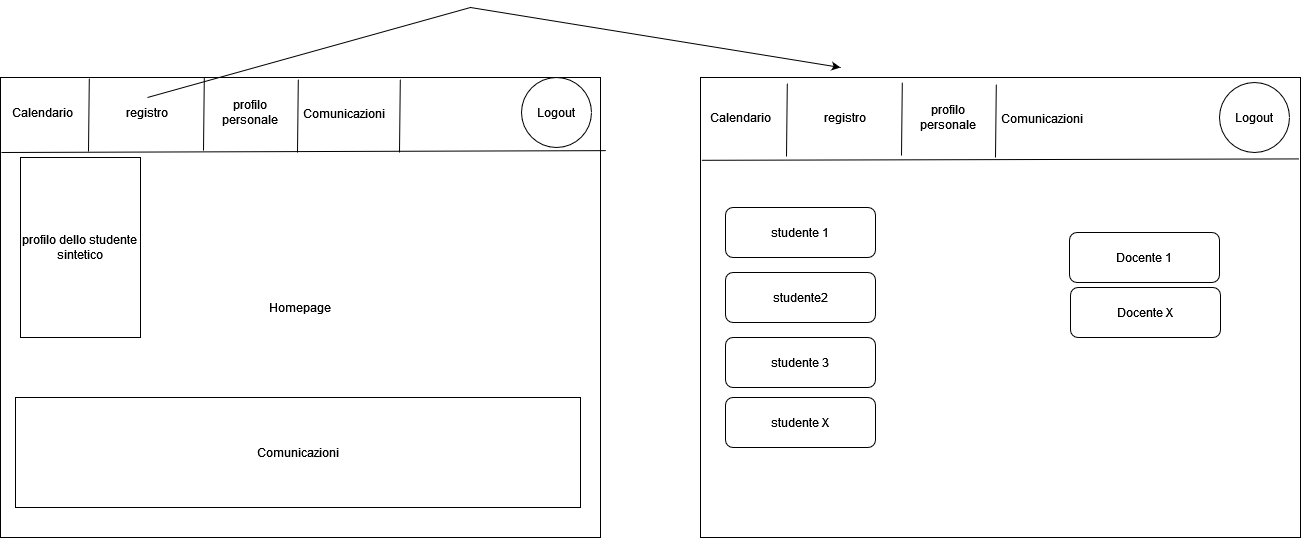 Calendario
registro
profilo
personale
Comunicazioni
Logout
profilo dello studente
sintetico
Homepage
Comunicazioni
Calendario
registro
profilo
personale
Comunicazioni
Logout
studente 1
studente2
studente 3
studente X
Docente 1
Docente X